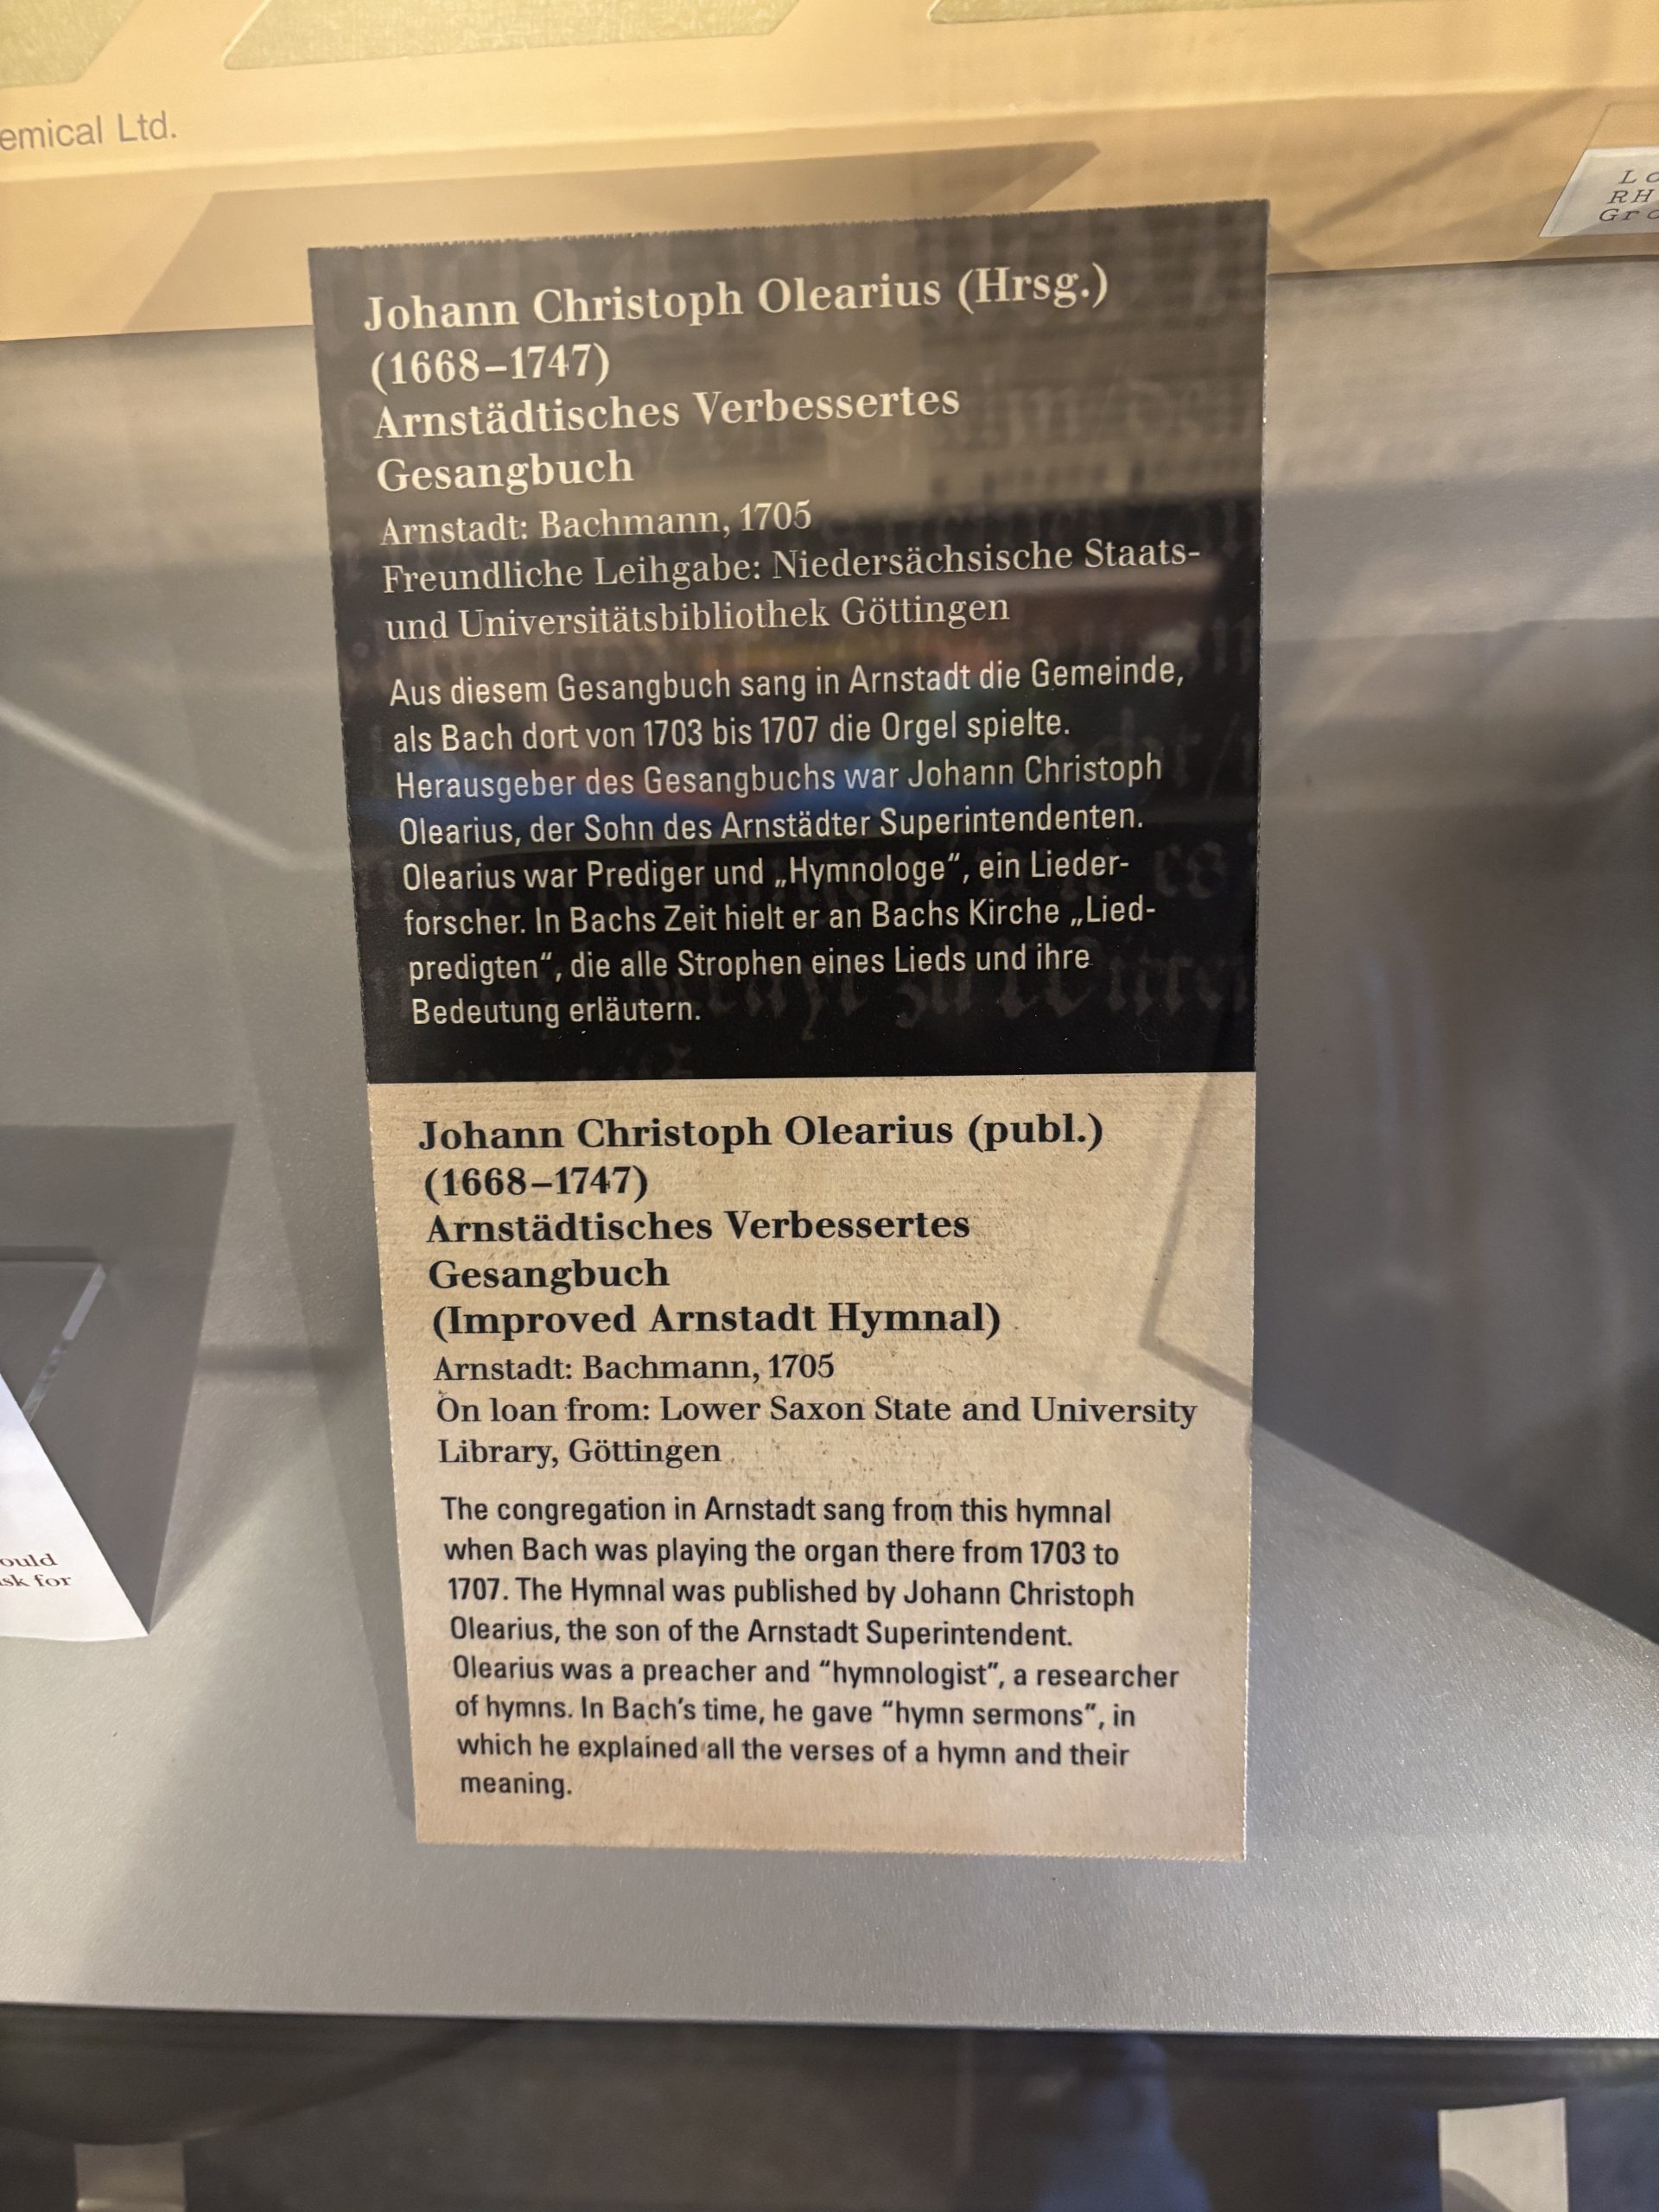 emical Ltd.
RH
Johann Christoph Olearius (Hrsg.)
(1668–1747)
Arnstädtisches Verbessertes
Gesangbuch
Arnstadt: Bachmann, 1705
Freundliche Leihgabe: Niedersächsische Staats-
und Universitätsbibliothek Göttingen
Aus diesem Gesangbuch sang in Arnstadt die Gemeinde,
als Bach dort von 1703 bis 1707 die Orgel spielte.
Herausgeber des Gesangbuchs war Johann Christoph
Olearius, der Sohn des Arnstädter Superintendenten.
Olearius war Prediger und „Hymnologe“, ein Lieder-
forscher. In Bachs Zeit hielt er an Bachs Kirche „Lied-
predigten“, die alle Strophen eines Lieds und ihre
Bedeutung erläutern.
Johann Christoph Olearius (publ.)
(1668–1747)
Arnstädtisches Verbessertes
Gesangbuch
(Improved Arnstadt Hymnal)
Arnstadt: Bachmann, 1705
On loan from: Lower Saxon State and University
Library, Göttingen
The congregation in Arnstadt sang from this hymnal
when Bach was playing the organ there from 1703 to
1707. The Hymnal was published by Johann Christoph
Olearius, the son of the Arnstadt Superintendent.
Olearius was a preacher and “hymnologist”, a researcher
of hymns. In Bach’s time, he gave “hymn sermons”, in
which he explained all the verses of a hymn and their
meaning.
ould
sk for